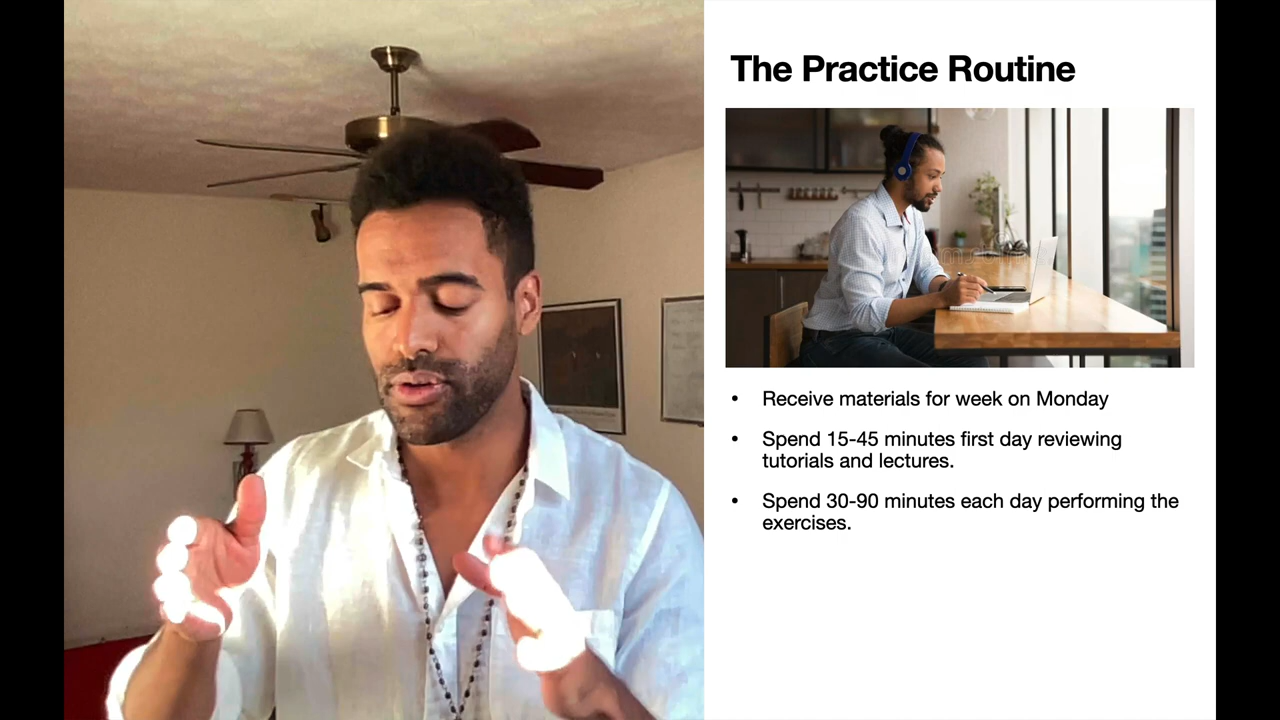 The Practice Routine
• Receive materials for week on Monday
• Spend 15-45 minutes first day reviewing
tutorials and lectures.
• Spend 30-90 minutes each day performing the
exercises.